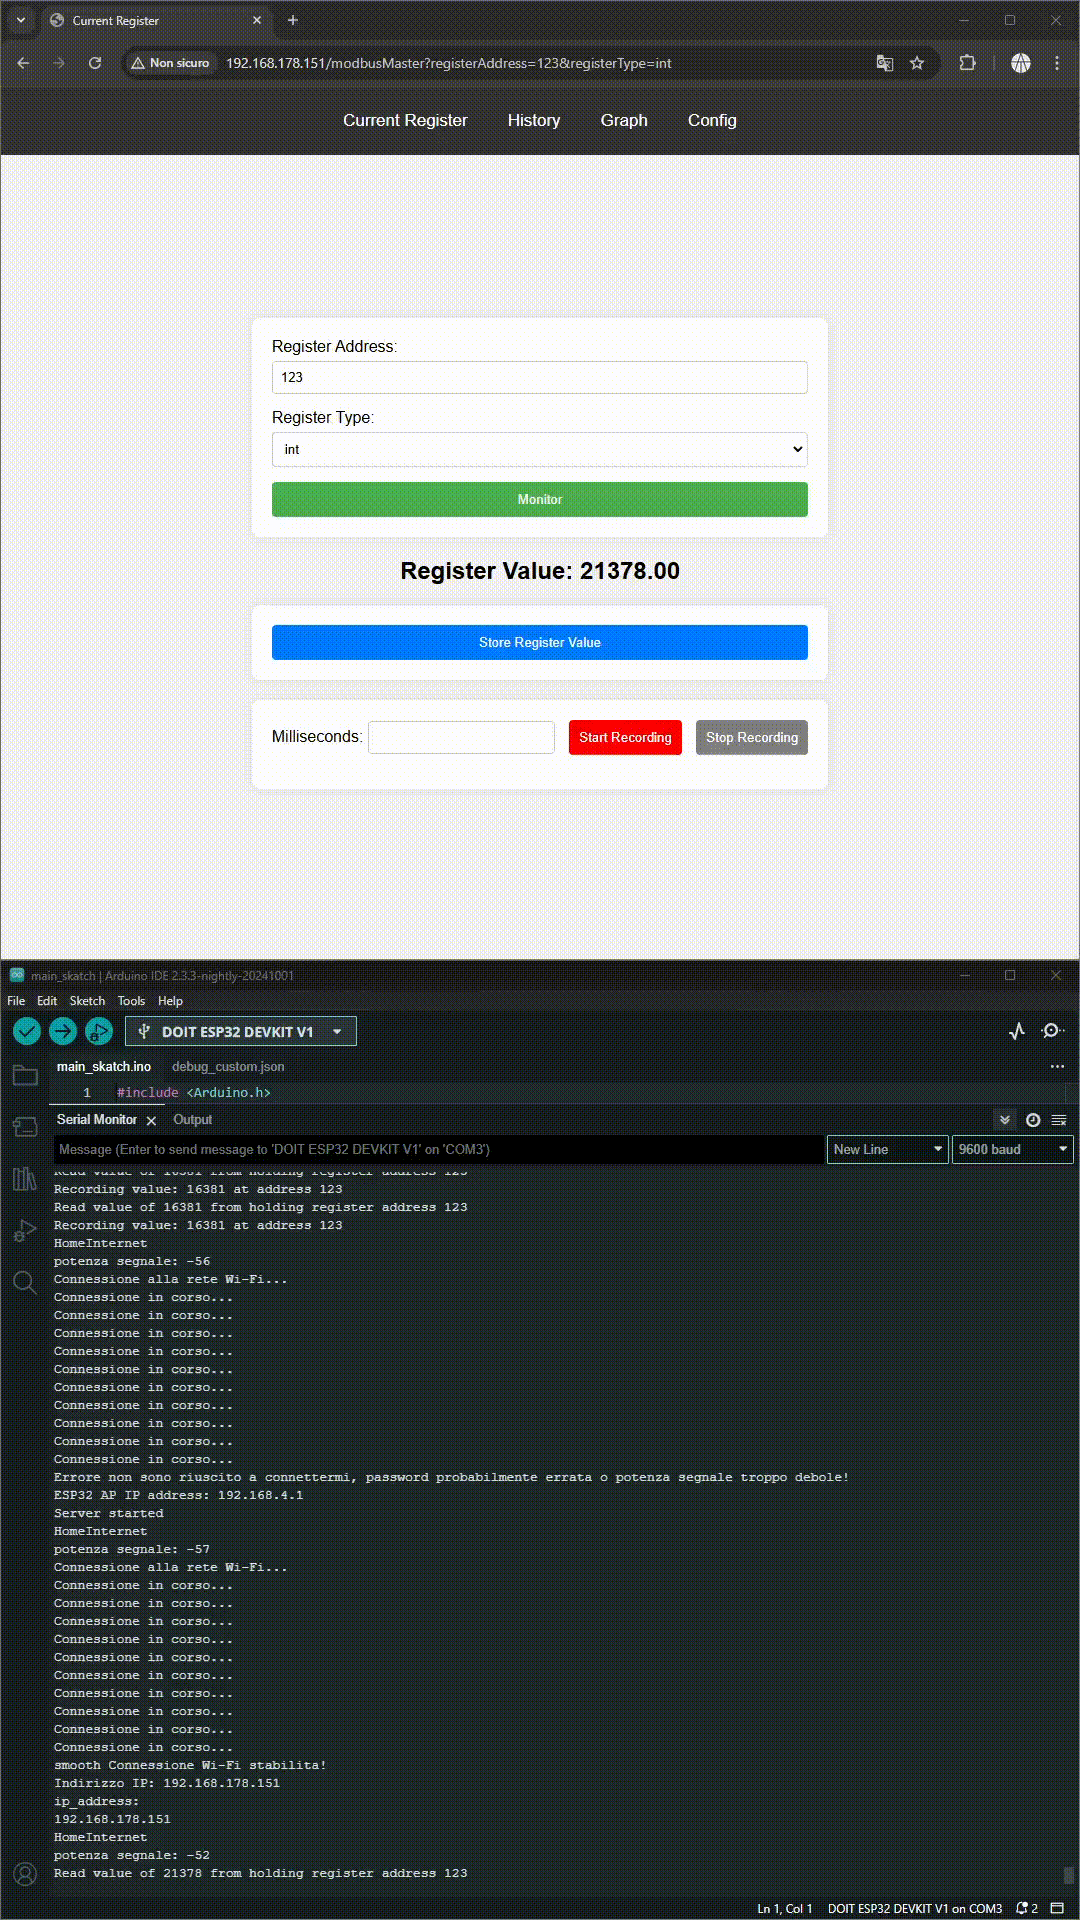 Current Register
Non sicuro 192.168.178.151/modbusMaster?registerAddress=123&registerType=int
Current Register History Graph Config
Register Address:
123
Register Type:
int
Monitor
Register Value: 21378.00
Store Register Value
Milliseconds: Start Recording Stop Recording
main_skatch | Arduino IDE 2.3.3-nightly-20241001
File Edit Sketch Tools Help
DOIT ESP32 DEVKIT V1
main_skatch.ino debug_custom.json
1 #include <Arduino.h>
Serial Monitor Output
Message (Enter to send message to 'DOIT ESP32 DEVKIT V1' on 'COM3') New Line 9600 baud
Read value of 16381 from holding register address 123
Recording value: 16381 at address 123
Read value of 16381 from holding register address 123
Recording value: 16381 at address 123
HomeInternet
potenza segnale: -56
Connessione alla rete Wi-Fi...
Connessione in corso...
Connessione in corso...
Connessione in corso...
Connessione in corso...
Connessione in corso...
Connessione in corso...
Connessione in corso...
Connessione in corso...
Connessione in corso...
Connessione in corso...
Errore non sono riuscito a connettermi, password probabilmente errata o potenza segnale troppo debole!
ESP32 AP IP address: 192.168.4.1
Server started
HomeInternet
potenza segnale: -57
Connessione alla rete Wi-Fi...
Connessione in corso...
Connessione in corso...
Connessione in corso...
Connessione in corso...
Connessione in corso...
Connessione in corso...
Connessione in corso...
Connessione in corso...
Connessione in corso...
Connessione in corso...
smooth Connessione Wi-Fi stabilita!
Indirizzo IP: 192.168.178.151
ip_address:
192.168.178.151
HomeInternet
potenza segnale: -52
Read value of 21378 from holding register address 123
Ln 1, Col 1 DOIT ESP32 DEVKIT V1 on COM3 2